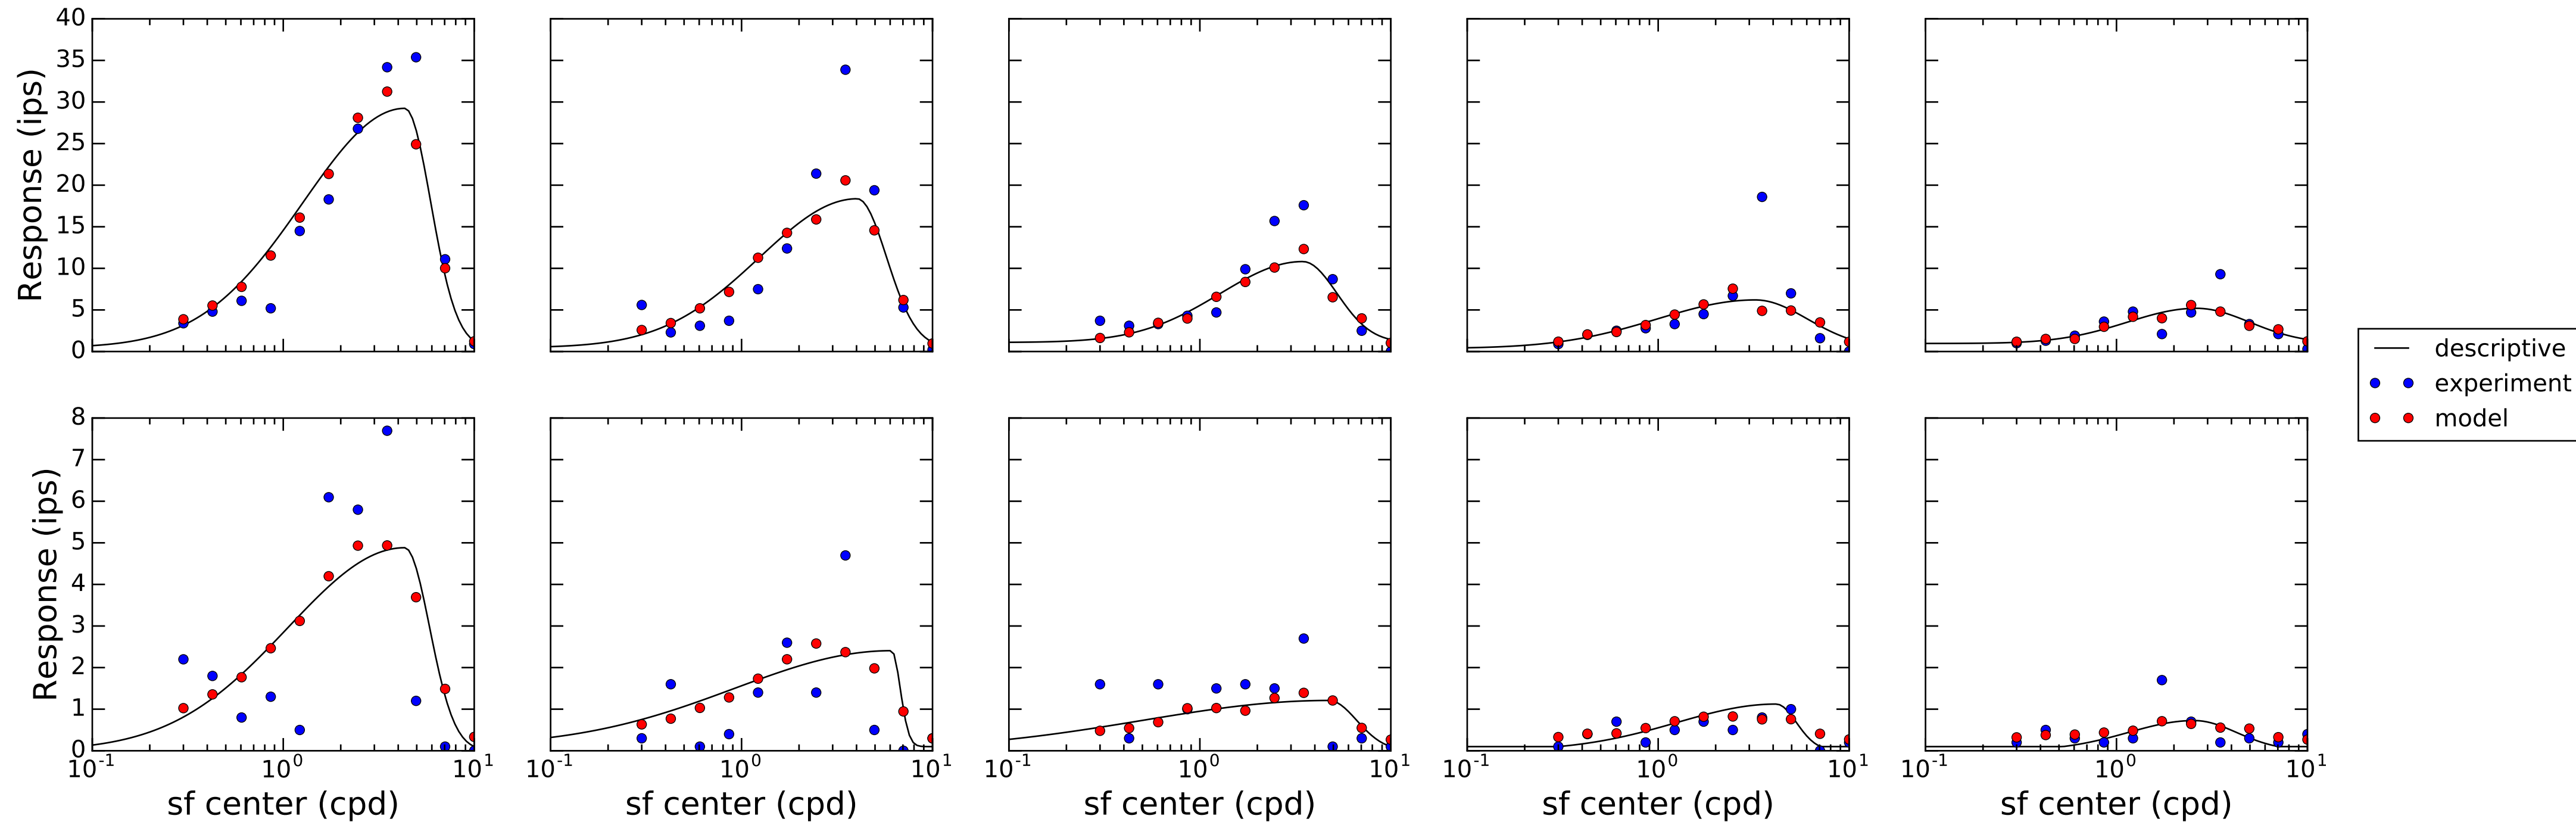 Response (ips)
40
35
30
25
20
15
10
5
0
descriptive
experiment
model
Response (ips)
8
7
6
5
4
3
2
1
0
10⁻¹ 10⁰ 10¹
10⁻¹ 10⁰ 10¹
10⁻¹ 10⁰ 10¹
10⁻¹ 10⁰ 10¹
10⁻¹ 10⁰ 10¹
sf center (cpd)
sf center (cpd)
sf center (cpd)
sf center (cpd)
sf center (cpd)